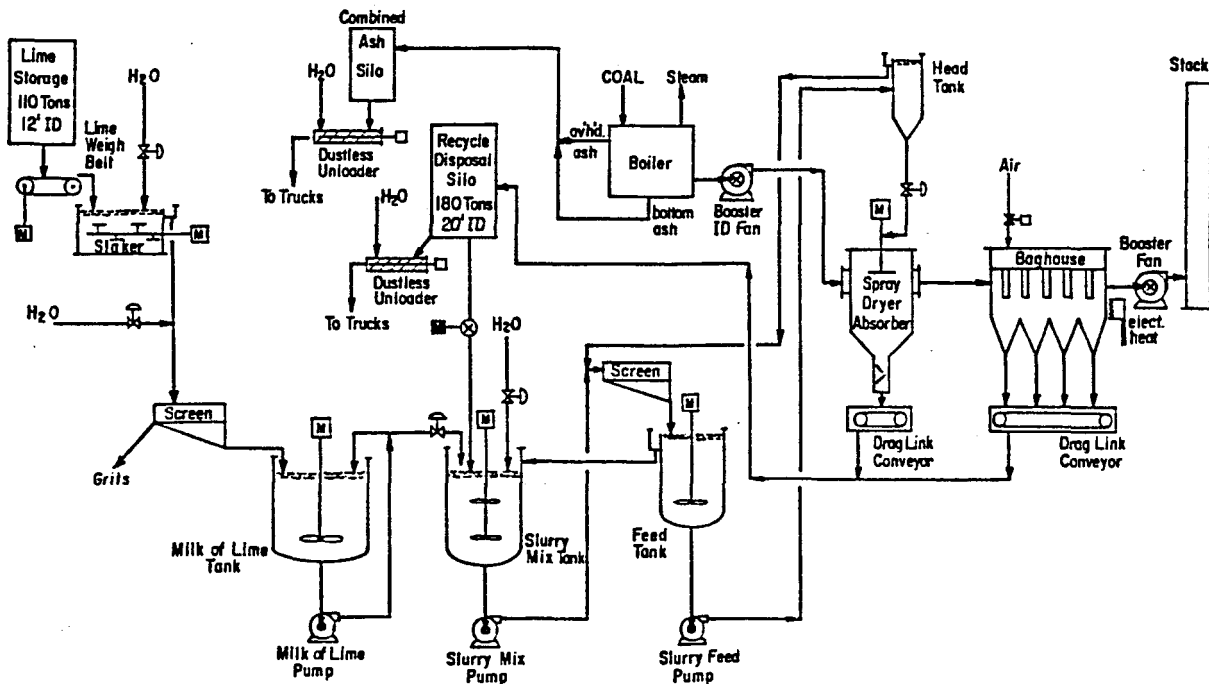 Lime
Storage
110 Tons
12' ID
H2O
Lime
Weigh
Belt
M
Slaker
M
H2O
Screen
Grits
Combined
Ash
Silo
H2O
Dustless
Unloader
To Trucks
Recycle
Disposal
Silo
180 Tons
20' ID
H2O
Dustless
Unloader
To Trucks
H2O
COAL
Steam
ov'hd.
ash
Boiler
bottom
ash
Booster
ID Fan
Head
Tank
Stack
Air
M
Spray
Dryer
Absorber
Baghouse
Booster
Fan
elect.
heat
Drag Link
Conveyor
Drag Link
Conveyor
Screen
M
M
M
Milk of Lime
Tank
Slurry
Mix Tank
Feed
Tank
Milk of Lime
Pump
Slurry Mix
Pump
Slurry Feed
Pump